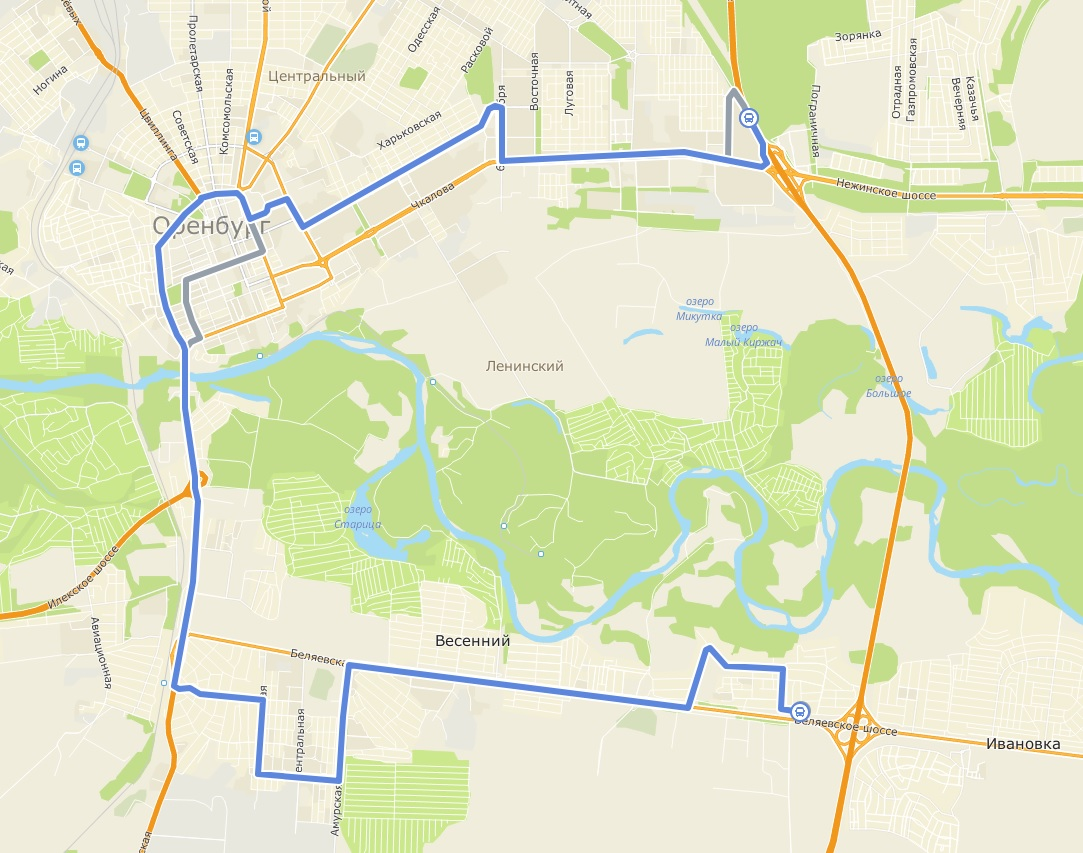 Пролетарская
Одесская
Расковой
Зорянка
Центральный
Восточная
Отрадная
Газпромовская
Казачья
Вечерняя
Ногина
Комсомольская
Луговая
Пограничная
Цвиллинга
Советская
Харьковская
Нежинское шоссе
Чкалова
Оренбург
озеро
Микутка
озеро
Малый Киржач
Ленинский
озеро
Большое
озеро
Старица
Илекское шоссе
Авиационная
Весенний
Беляевска
ентральная
Беляевское шоссе
Ивановка
Амурская